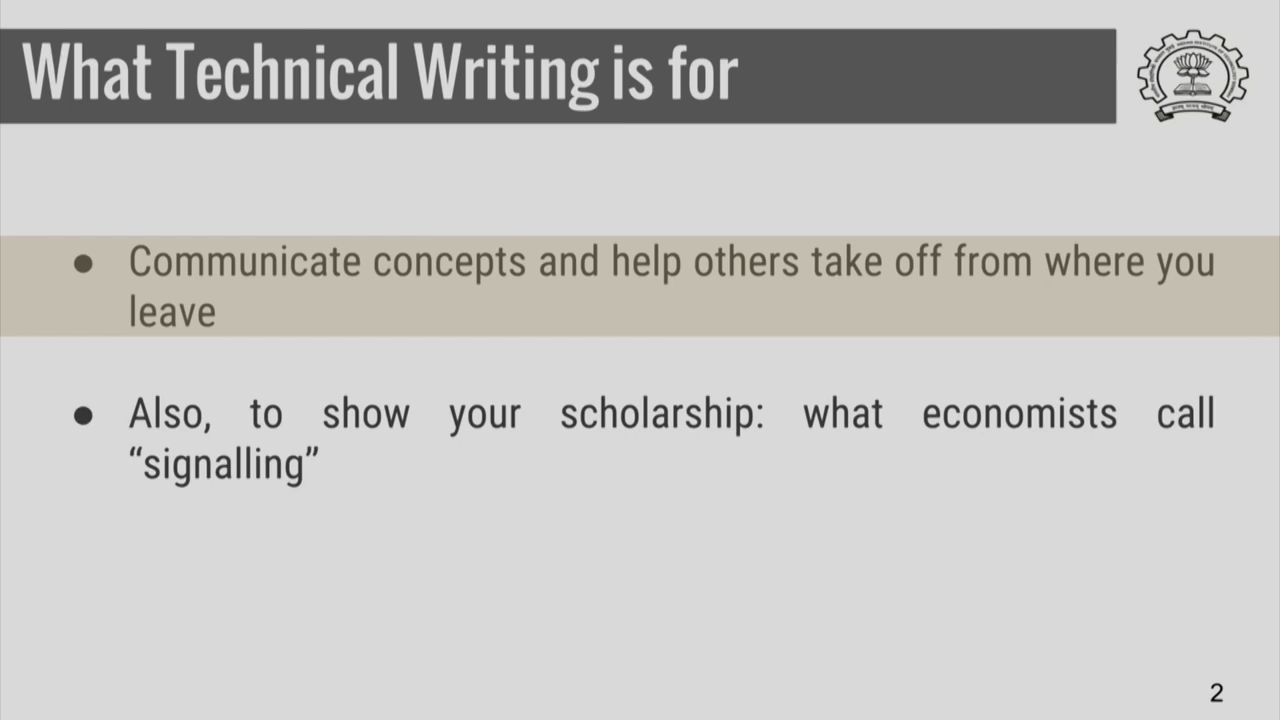 What Technical Writing is for
● Communicate concepts and help others take off from where you
leave
● Also, to show your scholarship: what economists call
“signalling”
2